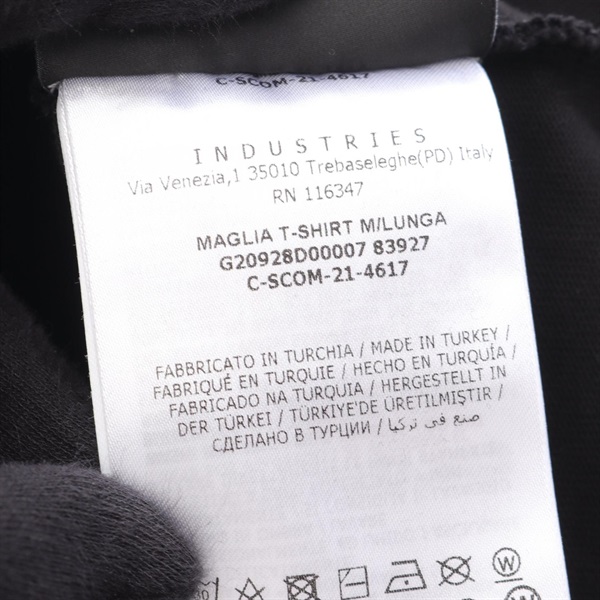 C-SCOM-21-4617
INDUSTRIES
Via Venezia,1 35010 Trebaseleghe(PD) Italy
RN 116347
MAGLIA T-SHIRT M/LUNGA
G20928D00007 83927
C-SCOM-21-4617
FABBRICATO IN TURCHIA / MADE IN TURKEY /
FABRIQUÉ EN TURQUIE / HECHO EN TURQUÍA /
FABRICADO NA TURQUIA / HERGESTELLT IN
DER TÜRKEI / TÜRKİYE'DE ÜRETİLMİŞTİR /
СДЕЛАНО В ТУРЦИИ / صنع في تركيا
30
W
W